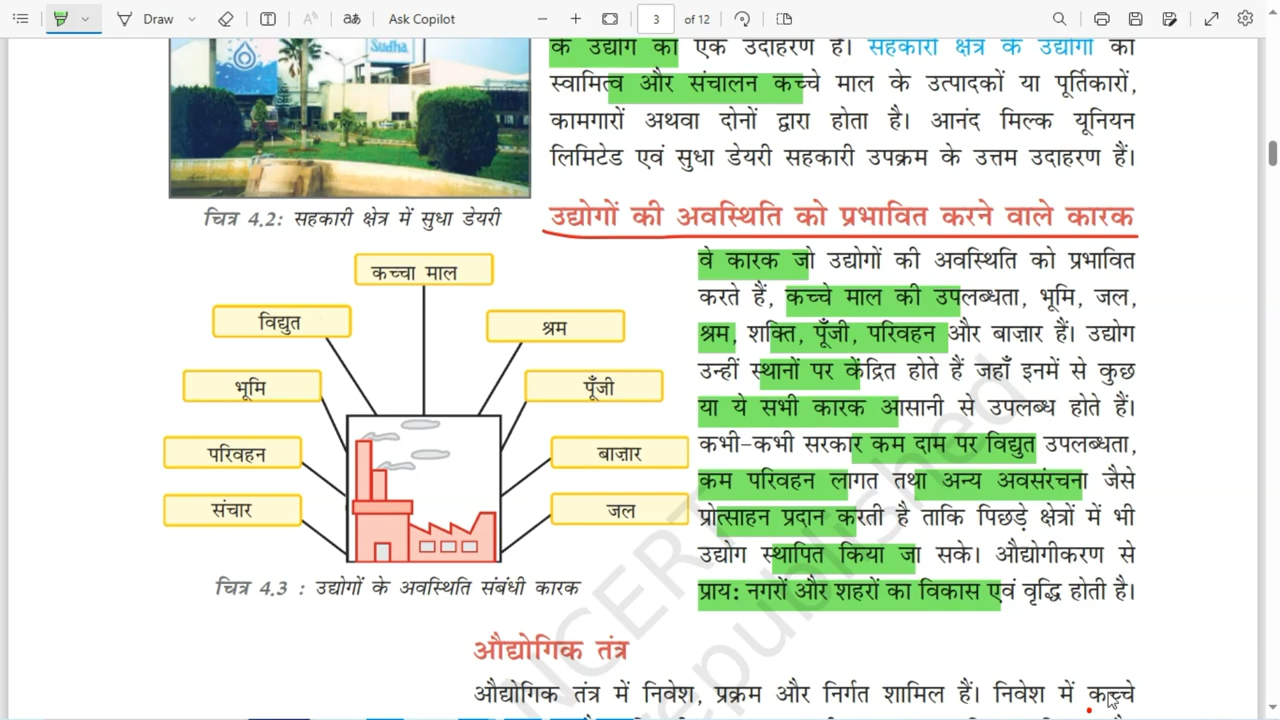 Draw
Ask Copilot
3 of 12
Sudha
के उद्योग का एक उदाहरण है। सहकारी क्षेत्र के उद्योगों का
स्वामित्व और संचालन कच्चे माल के उत्पादकों या पूर्तिकारों,
कामगारों अथवा दोनों द्वारा होता है। आनंद मिल्क यूनियन
लिमिटेड एवं सुधा डेयरी सहकारी उपक्रम के उत्तम उदाहरण हैं।
चित्र 4.2: सहकारी क्षेत्र में सुधा डेयरी
उद्योगों की अवस्थिति को प्रभावित करने वाले कारक
कच्चा माल
विद्युत
श्रम
भूमि
पूँजी
परिवहन
बाज़ार
संचार
जल
चित्र 4.3 : उद्योगों के अवस्थिति संबंधी कारक
वे कारक जो उद्योगों की अवस्थिति को प्रभावित
करते हैं, कच्चे माल की उपलब्धता, भूमि, जल,
श्रम, शक्ति, पूँजी, परिवहन और बाज़ार हैं। उद्योग
उन्हीं स्थानों पर केंद्रित होते हैं जहाँ इनमें से कुछ
या ये सभी कारक आसानी से उपलब्ध होते हैं।
कभी-कभी सरकार कम दाम पर विद्युत उपलब्धता,
कम परिवहन लागत तथा अन्य अवसंरचना जैसे
प्रोत्साहन प्रदान करती है ताकि पिछड़े क्षेत्रों में भी
उद्योग स्थापित किया जा सके। औद्योगीकरण से
प्राय: नगरों और शहरों का विकास एवं वृद्धि होती है।
औद्योगिक तंत्र
औद्योगिक तंत्र में निवेश, प्रक्रम और निर्गत शामिल हैं। निवेश में कच्चे
NCERT
republished